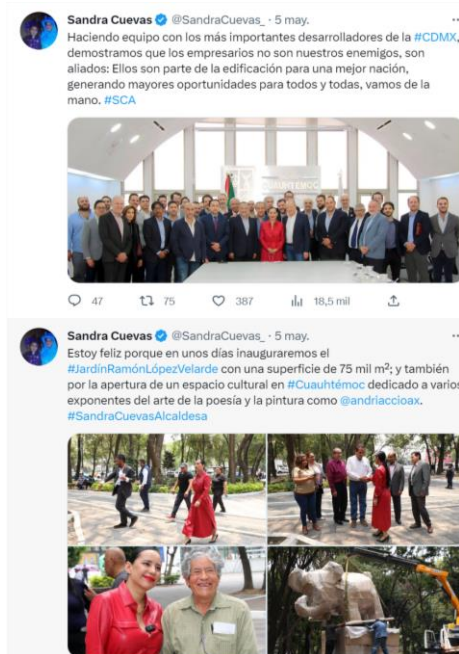 Sandra Cuevas @SandraCuevas_ · 5 may.
Haciendo equipo con los más importantes desarrolladores de la #CDMX,
demostramos que los empresarios no son nuestros enemigos, son
aliados: Ellos son parte de la edificación para una mejor nación,
generando mayores oportunidades para todos y todas, vamos de la
mano. #SCA
CUAUHTÉMOC
47 75 387 18,5 mil
Sandra Cuevas @SandraCuevas_ · 5 may.
Estoy feliz porque en unos días inauguraremos el
#JardínRamónLópezVelarde con una superficie de 75 mil m²; y también
por la apertura de un espacio cultural en #Cuauhtémoc dedicado a varios
exponentes del arte de la poesía y la pintura como @andriaccioax.
#SandraCuevasAlcaldesa